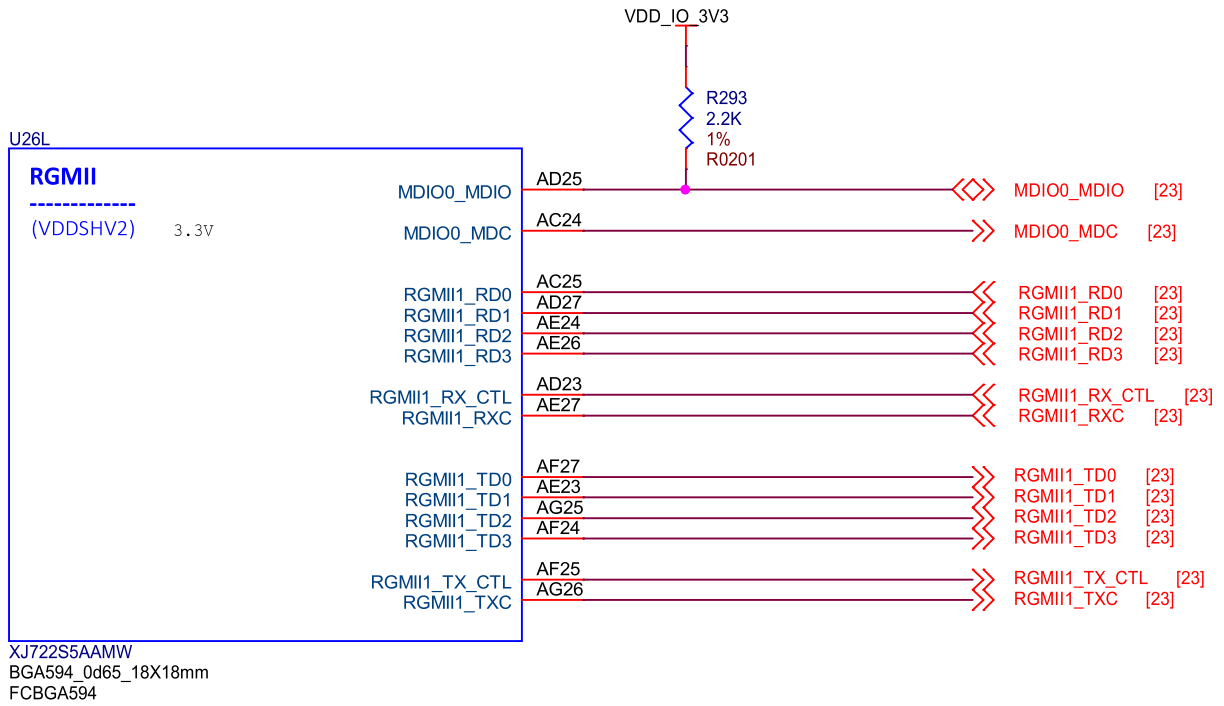 VDD_IO_3V3
R293
2.2K
1%
R0201
U26L
RGMII
-------------
(VDDSHV2) 3.3V
MDIO0_MDIO AD25 MDIO0_MDIO [23]
MDIO0_MDC AC24 MDIO0_MDC [23]
RGMII1_RD0 AC25 RGMII1_RD0 [23]
RGMII1_RD1 AD27 RGMII1_RD1 [23]
RGMII1_RD2 AE24 RGMII1_RD2 [23]
RGMII1_RD3 AE26 RGMII1_RD3 [23]
RGMII1_RX_CTL AD23 RGMII1_RX_CTL [23]
RGMII1_RXC AE27 RGMII1_RXC [23]
RGMII1_TD0 AF27 RGMII1_TD0 [23]
RGMII1_TD1 AE23 RGMII1_TD1 [23]
RGMII1_TD2 AG25 RGMII1_TD2 [23]
RGMII1_TD3 AF24 RGMII1_TD3 [23]
RGMII1_TX_CTL AF25 RGMII1_TX_CTL [23]
RGMII1_TXC AG26 RGMII1_TXC [23]
XJ722S5AAMW
BGA594_0d65_18X18mm
FCBGA594